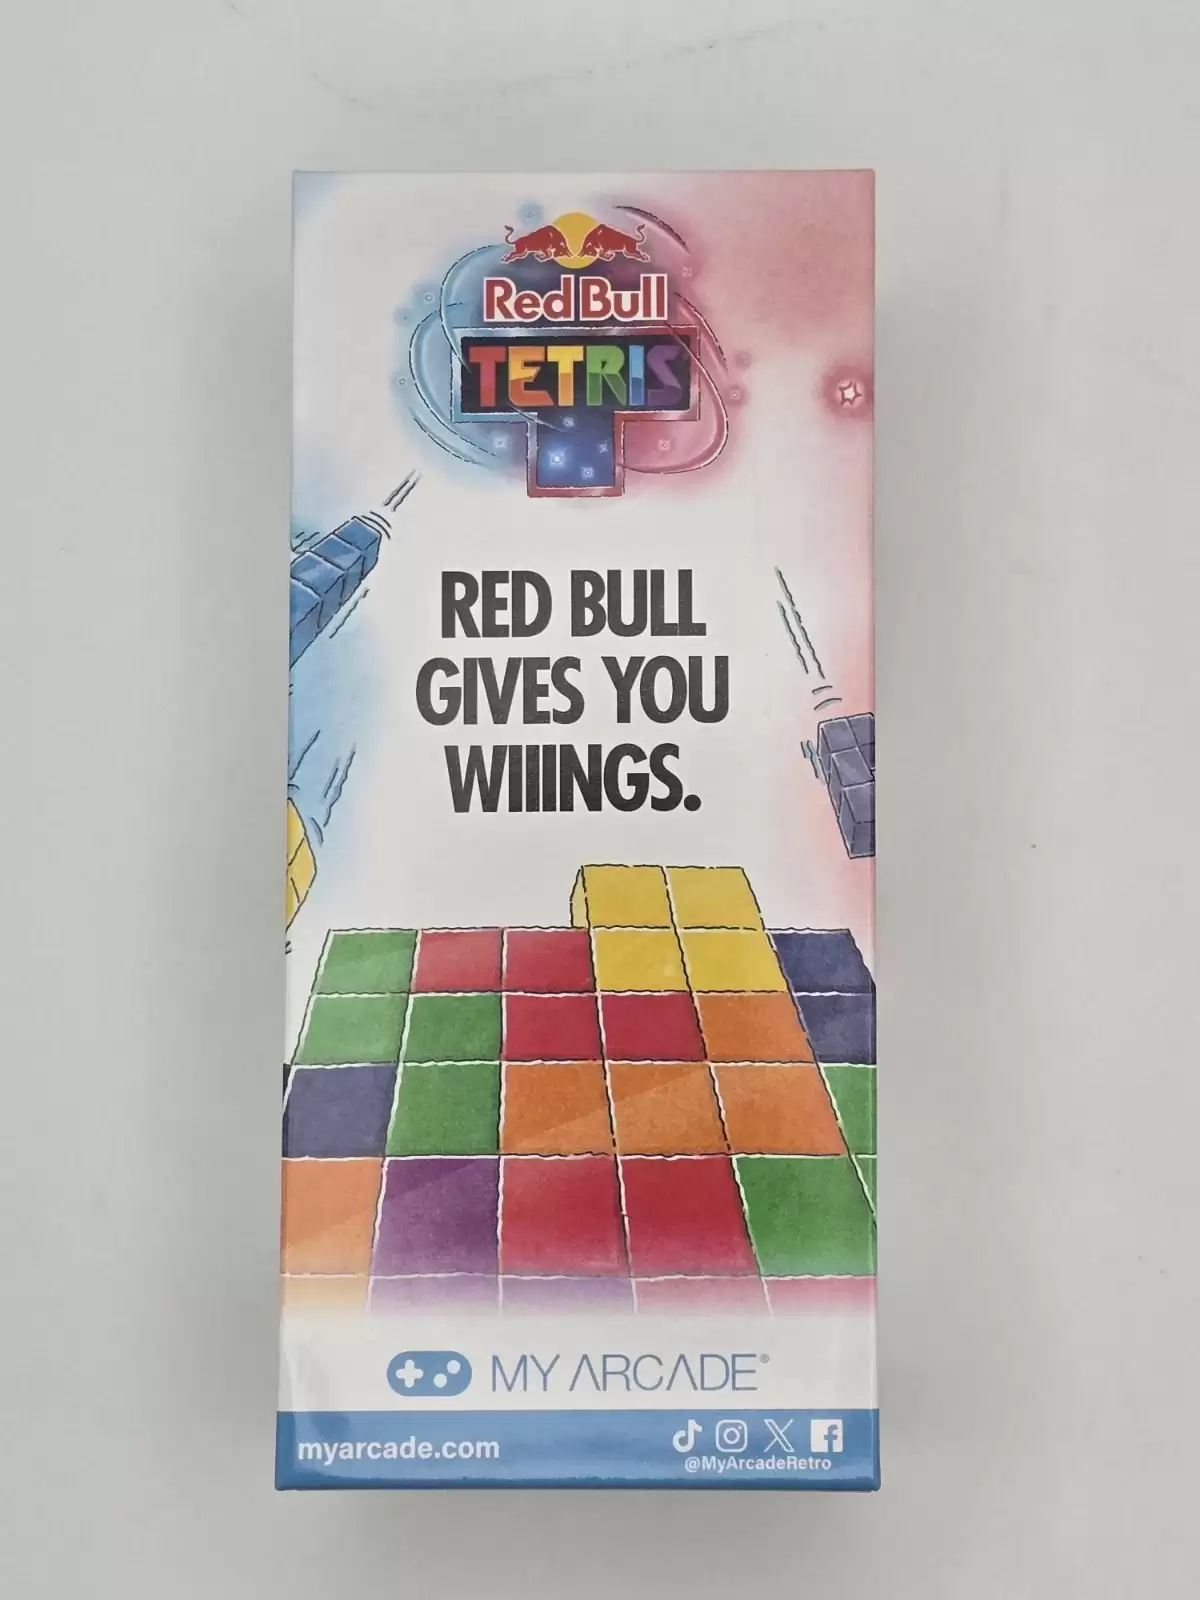 Red Bull
TETRIS
RED BULL
GIVES YOU
WIIINGS.
MY ARCADE®
myarcade.com
@MyArcadeRetro